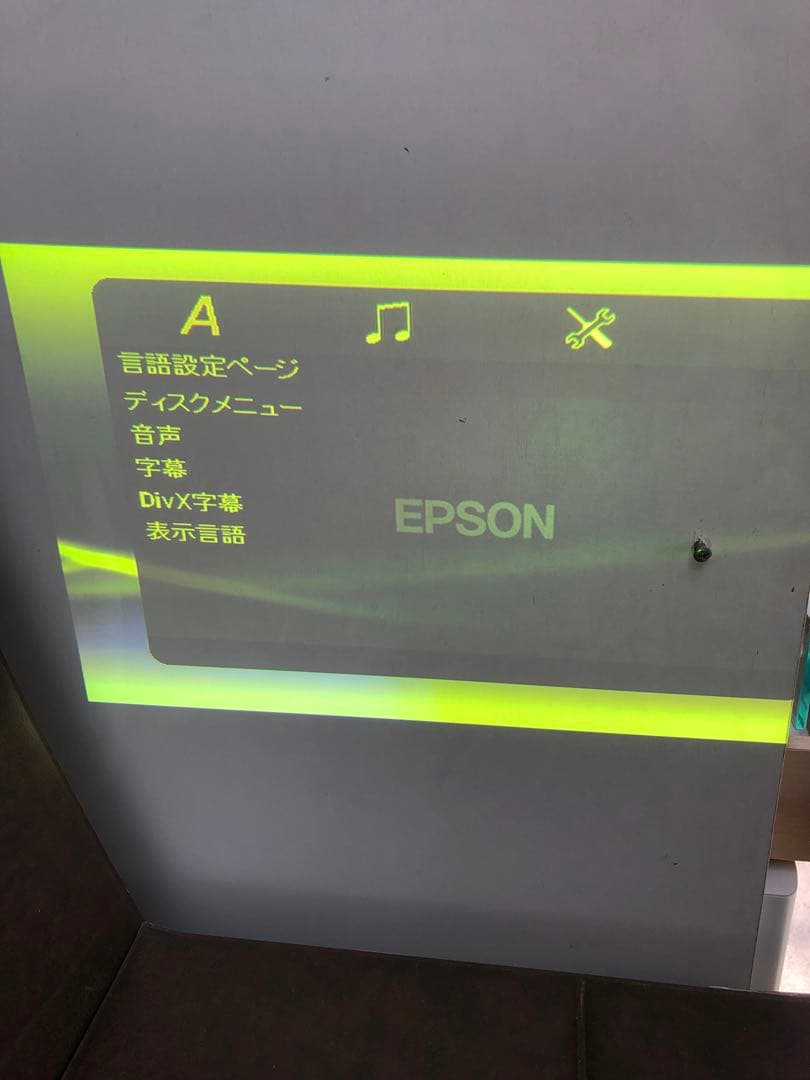 A
言語設定ページ
ディスクメニュー
音声
字幕
DivX字幕
表示言語
EPSON